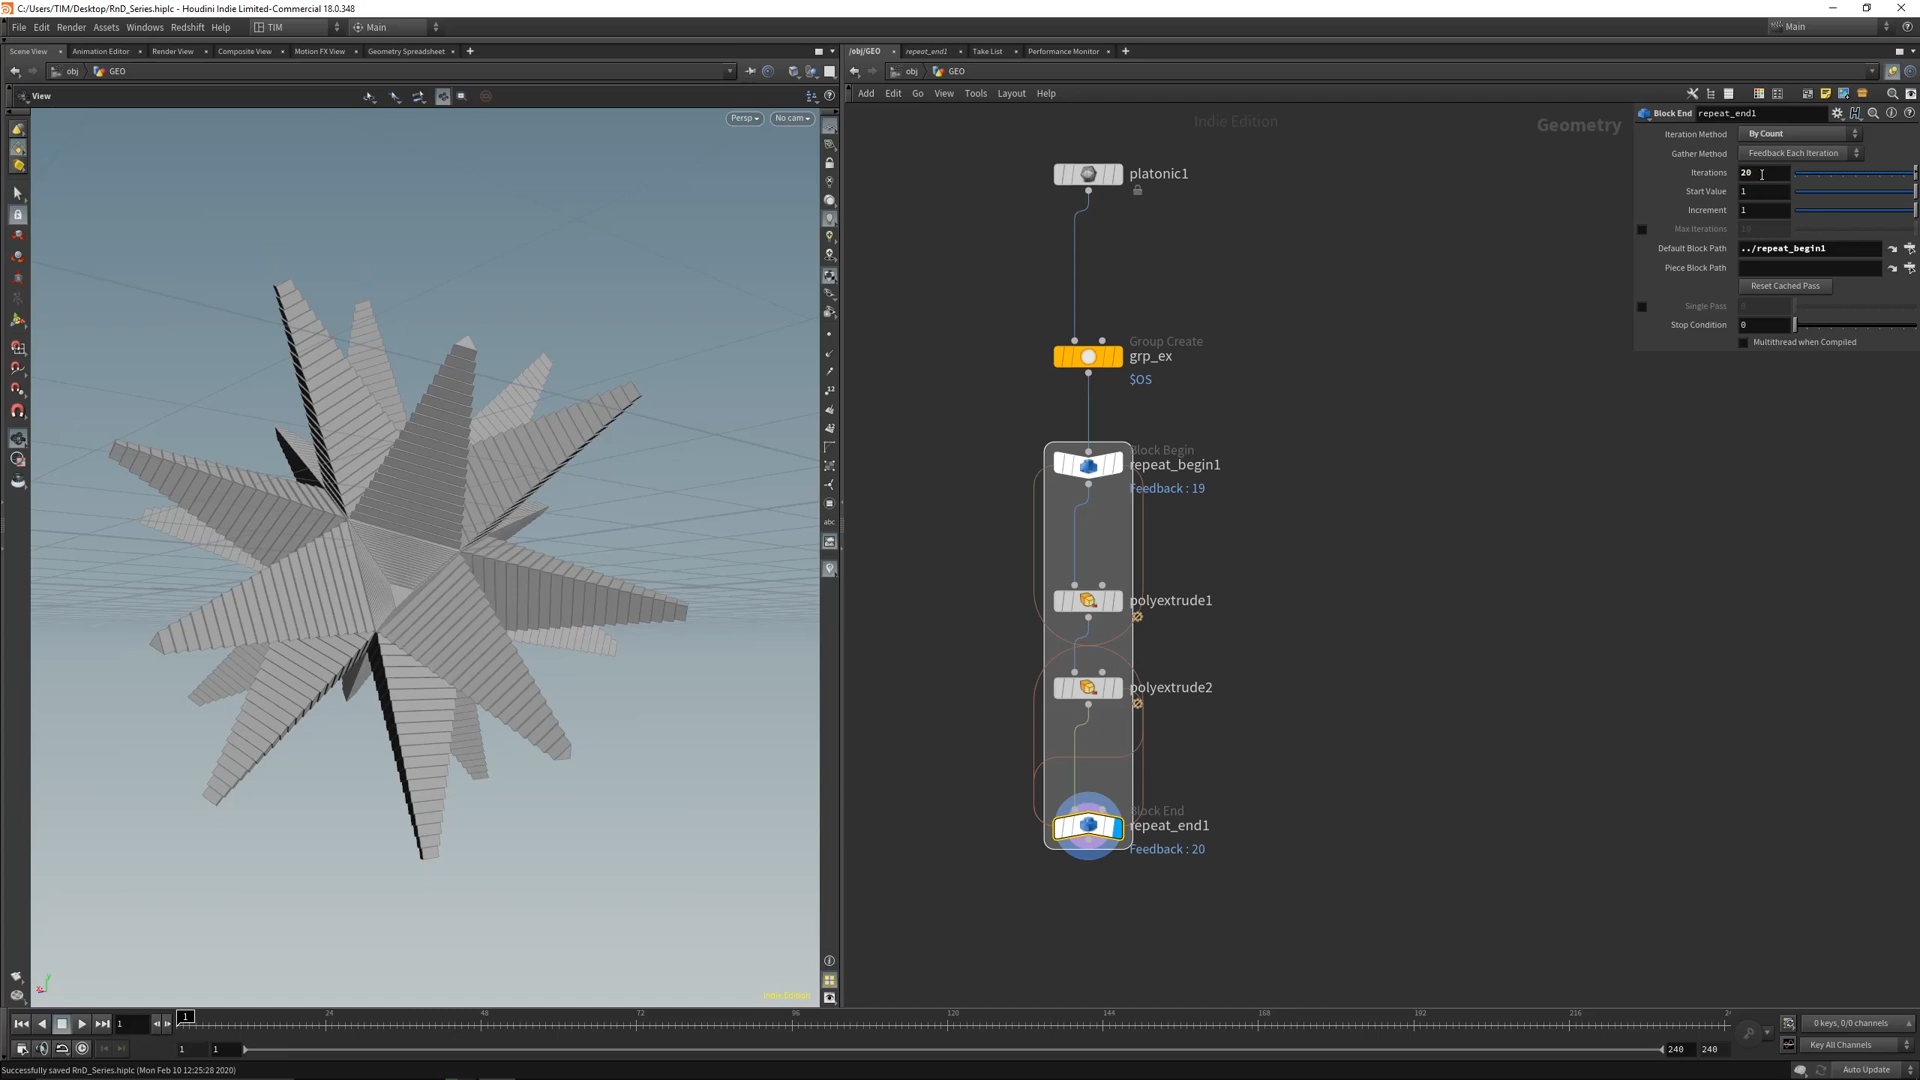 C:/Users/TIM/Desktop/RnD_Series.hiplc - Houdini Indie Limited-Commercial 18.0.348
File Edit Render Assets Windows Redshift Help TIM Main Main
Scene View Animation Editor Render View Composite View Motion FX View Geometry Spreadsheet
/obj/GEO repeat_end1 Take List Performance Monitor
obj GEO
obj GEO
View
Add Edit Go View Tools Layout Help
Persp No cam
Indie Edition
Geometry
Block End repeat_end1
Iteration Method By Count
Gather Method Feedback Each Iteration
Iterations 20
Start Value 1
Increment 1
Max Iterations 10
Default Block Path ../repeat_begin1
Piece Block Path
Reset Cached Pass
Single Pass 0
Stop Condition 0
Multithread when Compiled
platonic1
Group Create
grp_ex
$OS
Block Begin
repeat_begin1
Feedback : 19
polyextrude1
polyextrude2
Block End
repeat_end1
Feedback : 20
abc
Indie Edition
1 1 24 48 72 96 120 144 168 192 216
0 keys, 0/0 channels
1 1 240 240 Key All Channels
Successfully saved RnD_Series.hiplc (Mon Feb 10 12:25:28 2020)
Auto Update